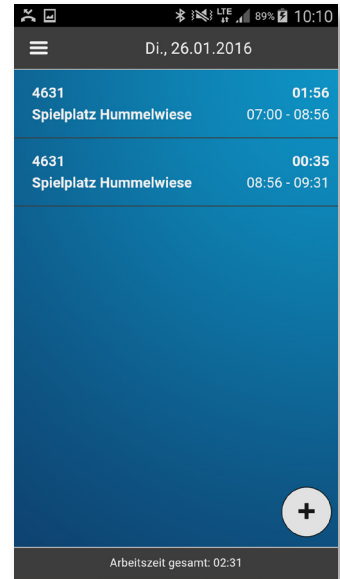 LTE 89% 10:10
Di., 26.01.2016
4631 01:56
Spielplatz Hummelwiese 07:00 - 08:56
4631 00:35
Spielplatz Hummelwiese 08:56 - 09:31
+
Arbeitszeit gesamt: 02:31